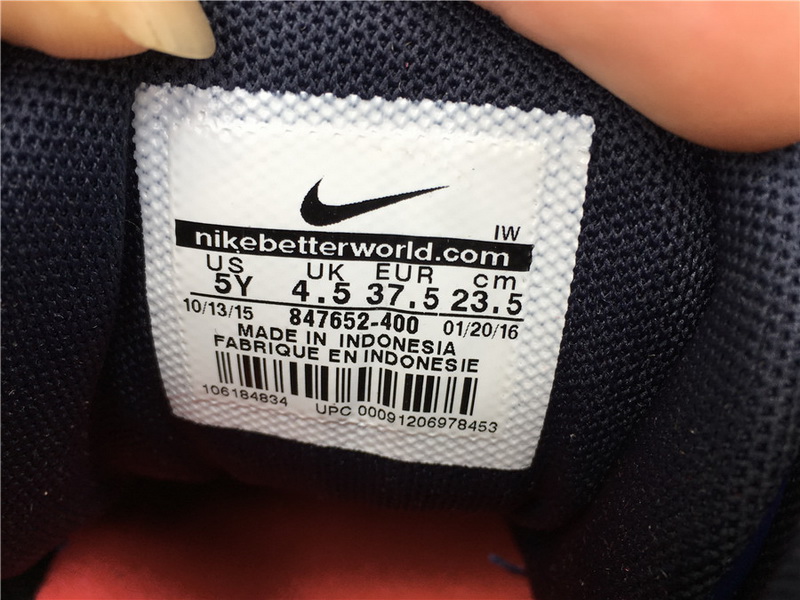 IW
nikebetterworld.com
US UK EUR cm
5Y 4.5 37.5 23.5
10/13/15 847652-400 01/20/16
MADE IN INDONESIA
FABRIQUE EN INDONESIE
106184834 UPC 00091206978453